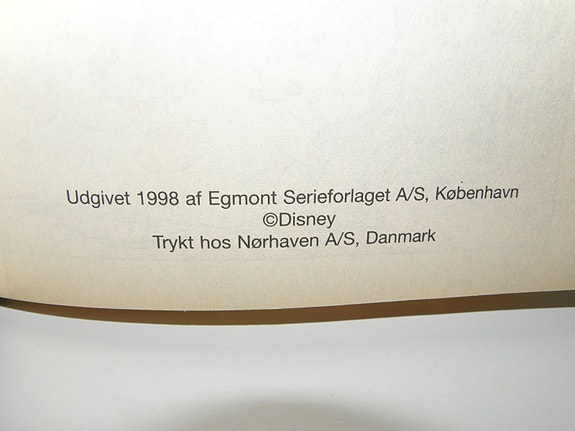 Udgivet 1998 af Egmont Serieforlaget A/S, København
©Disney
Trykt hos Nørhaven A/S, Danmark